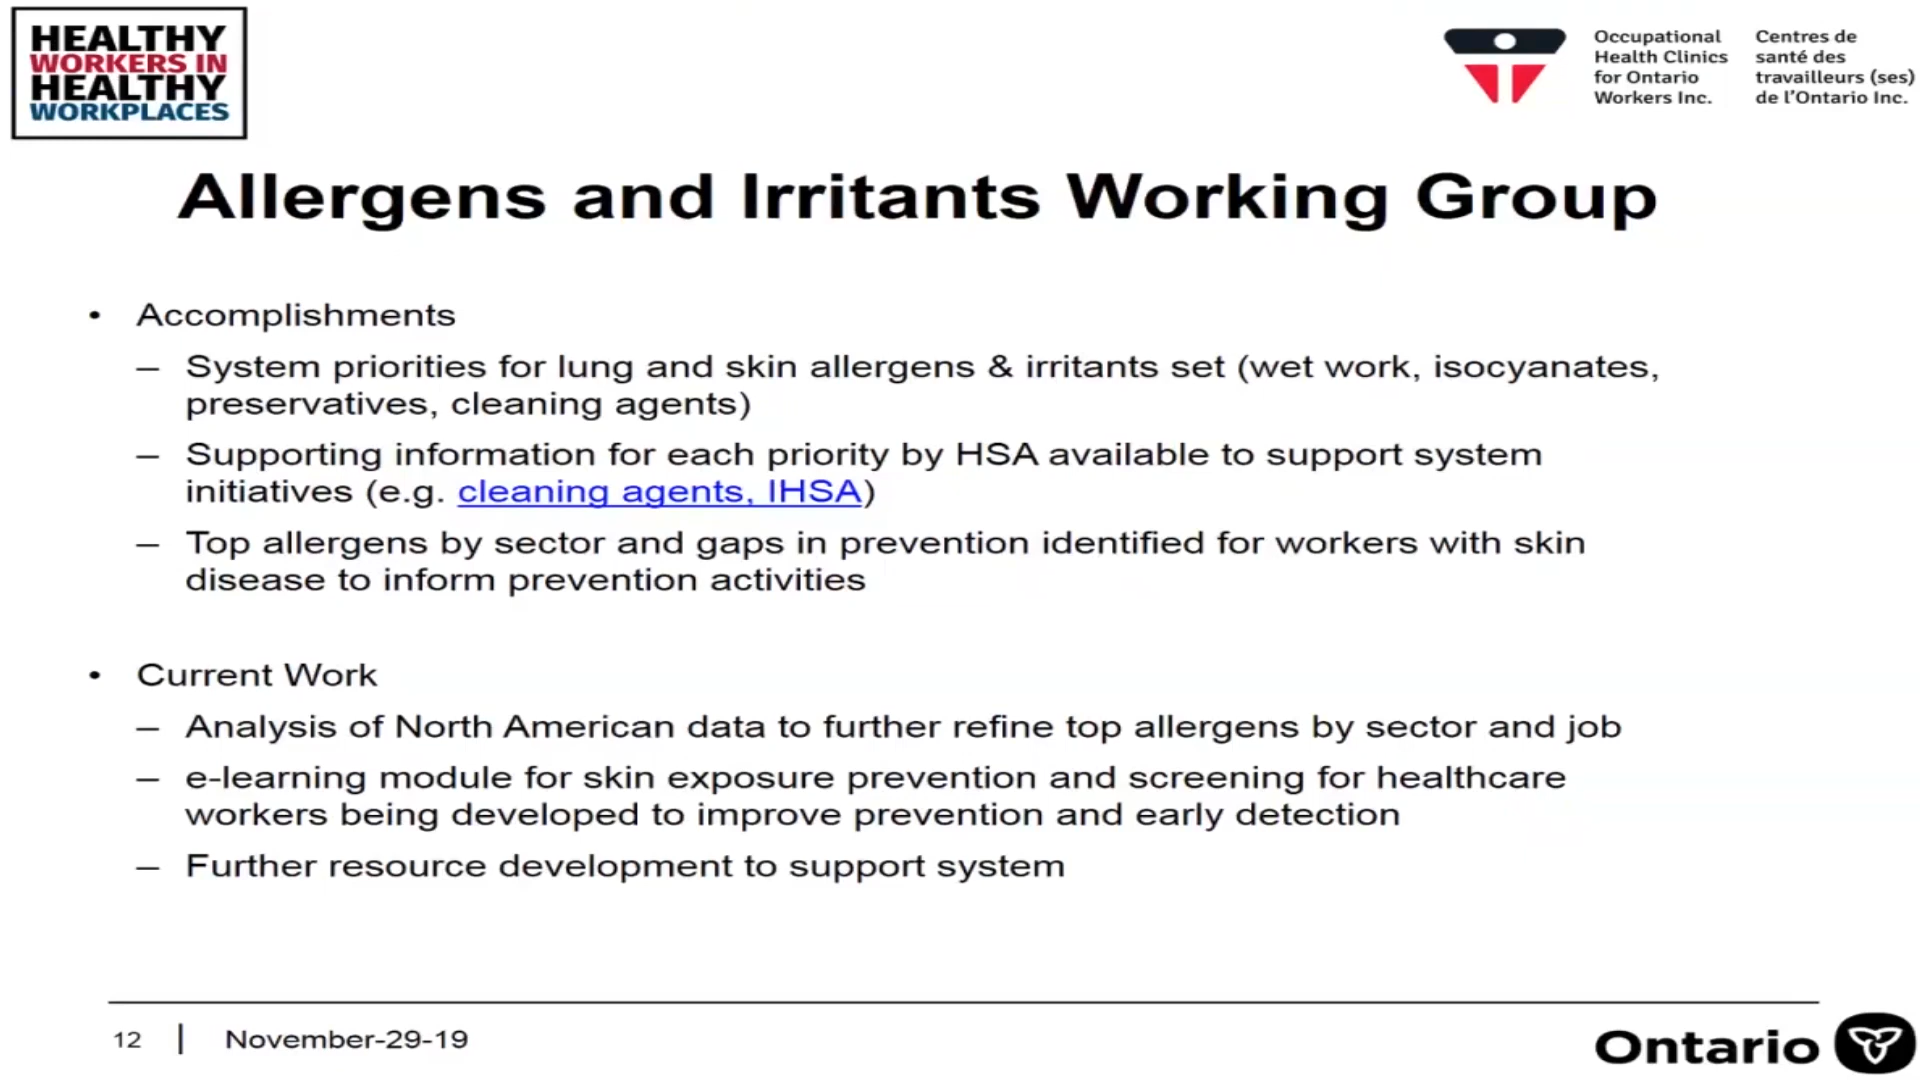 HEALTHY
WORKERS IN
HEALTHY
WORKPLACES
Occupational
Health Clinics
for Ontario
Workers Inc.
Centres de
santé des
travailleurs (ses)
de l'Ontario Inc.
Allergens and Irritants Working Group
• Accomplishments
– System priorities for lung and skin allergens & irritants set (wet work, isocyanates,
preservatives, cleaning agents)
– Supporting information for each priority by HSA available to support system
initiatives (e.g. cleaning agents, IHSA)
– Top allergens by sector and gaps in prevention identified for workers with skin
disease to inform prevention activities
• Current Work
– Analysis of North American data to further refine top allergens by sector and job
– e-learning module for skin exposure prevention and screening for healthcare
workers being developed to improve prevention and early detection
– Further resource development to support system
12 | November-29-19
Ontario